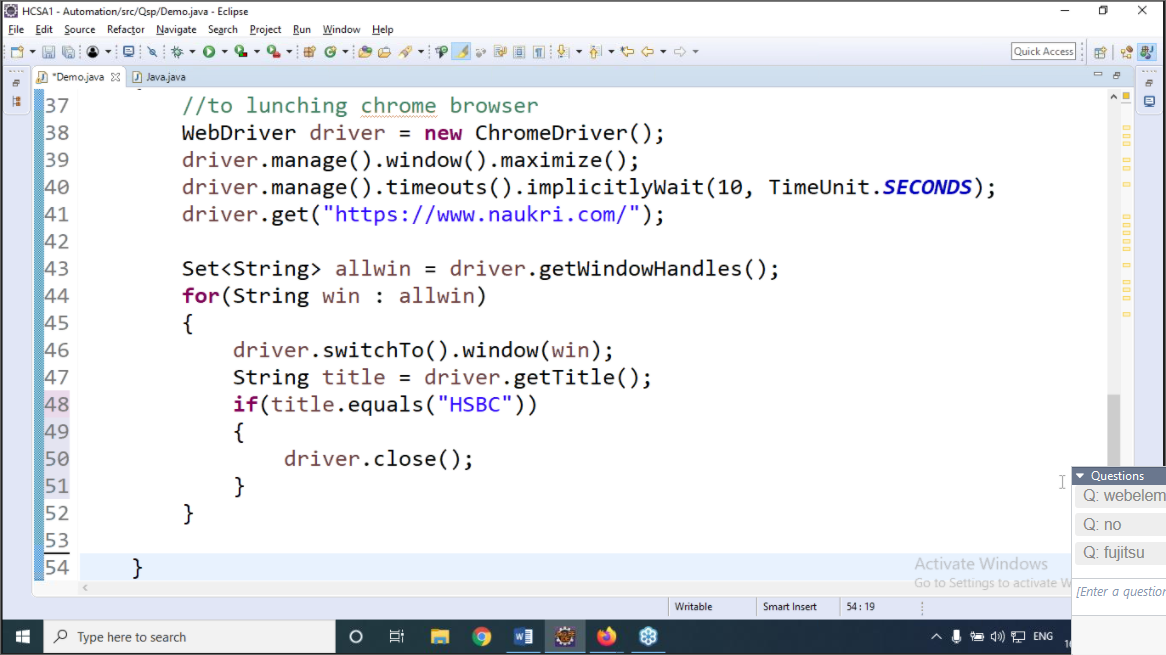 HCSA1 - Automation/src/Qsp/Demo.java - Eclipse
File Edit Source Refactor Navigate Search Project Run Window Help
Quick Access
*Demo.java Java.java
37 //to lunching chrome browser
38 WebDriver driver = new ChromeDriver();
39 driver.manage().window().maximize();
40 driver.manage().timeouts().implicitlyWait(10, TimeUnit.SECONDS);
41 driver.get("https://www.naukri.com/");
42
43 Set<String> allwin = driver.getWindowHandles();
44 for(String win : allwin)
45 {
46 driver.switchTo().window(win);
47 String title = driver.getTitle();
48 if(title.equals("HSBC"))
49 {
50 driver.close();
51 }
52 }
53
54 }
Questions
Q: webelem
Q: no
Q: fujitsu
[Enter a question
Activate Windows
Go to Settings to activate W
Writable Smart Insert 54 : 19
Type here to search
ENG